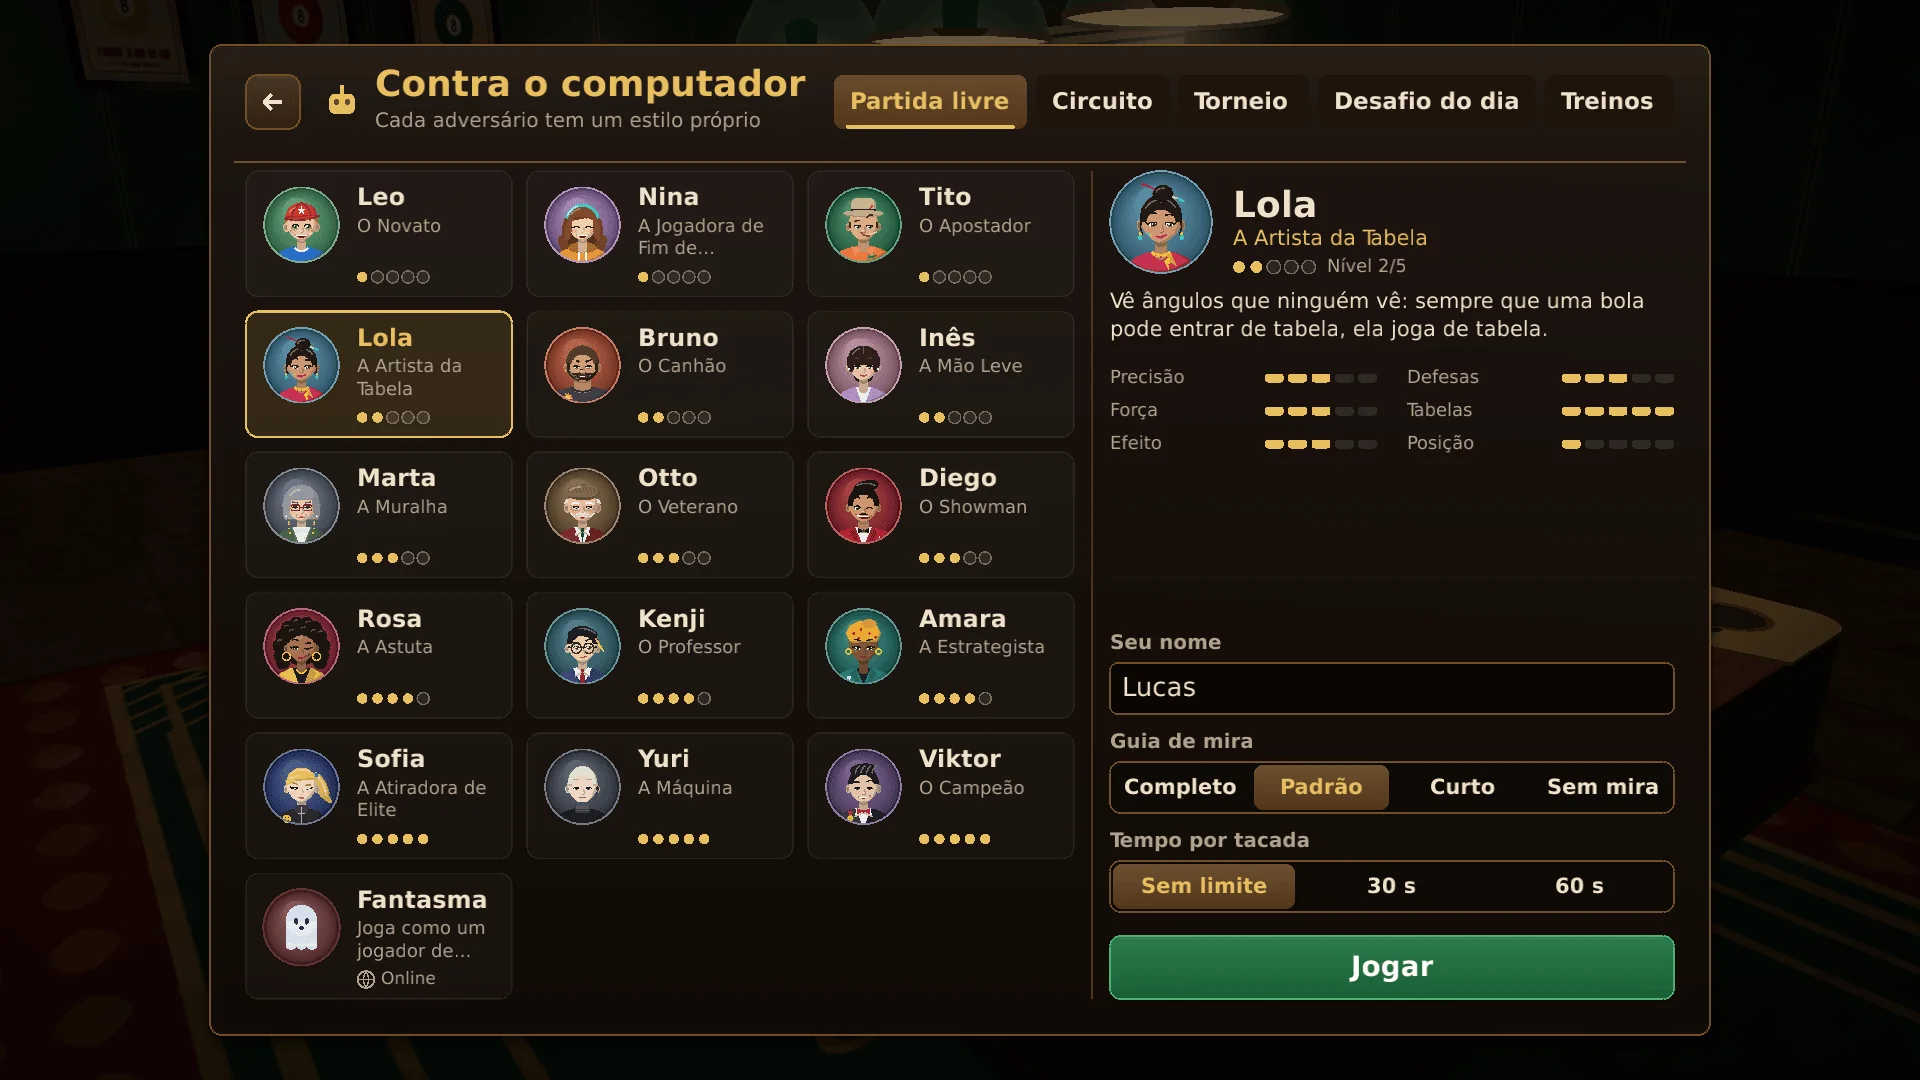 Contra o computador
Cada adversário tem um estilo próprio
Partida livre
Circuito
Torneio
Desafio do dia
Treinos
Leo
O Novato
Nina
A Jogadora de
Fim de...
Tito
O Apostador
Lola
A Artista da
Tabela
Bruno
O Canhão
Inês
A Mão Leve
Marta
A Muralha
Otto
O Veterano
Diego
O Showman
Rosa
A Astuta
Kenji
O Professor
Amara
A Estrategista
Sofia
A Atiradora de
Elite
Yuri
A Máquina
Viktor
O Campeão
Fantasma
Joga como um
jogador de...
Online
Lola
A Artista da Tabela
Nível 2/5
Vê ângulos que ninguém vê: sempre que uma bola
pode entrar de tabela, ela joga de tabela.
Precisão
Defesas
Força
Tabelas
Efeito
Posição
Seu nome
Lucas
Guia de mira
Completo
Padrão
Curto
Sem mira
Tempo por tacada
Sem limite
30 s
60 s
Jogar